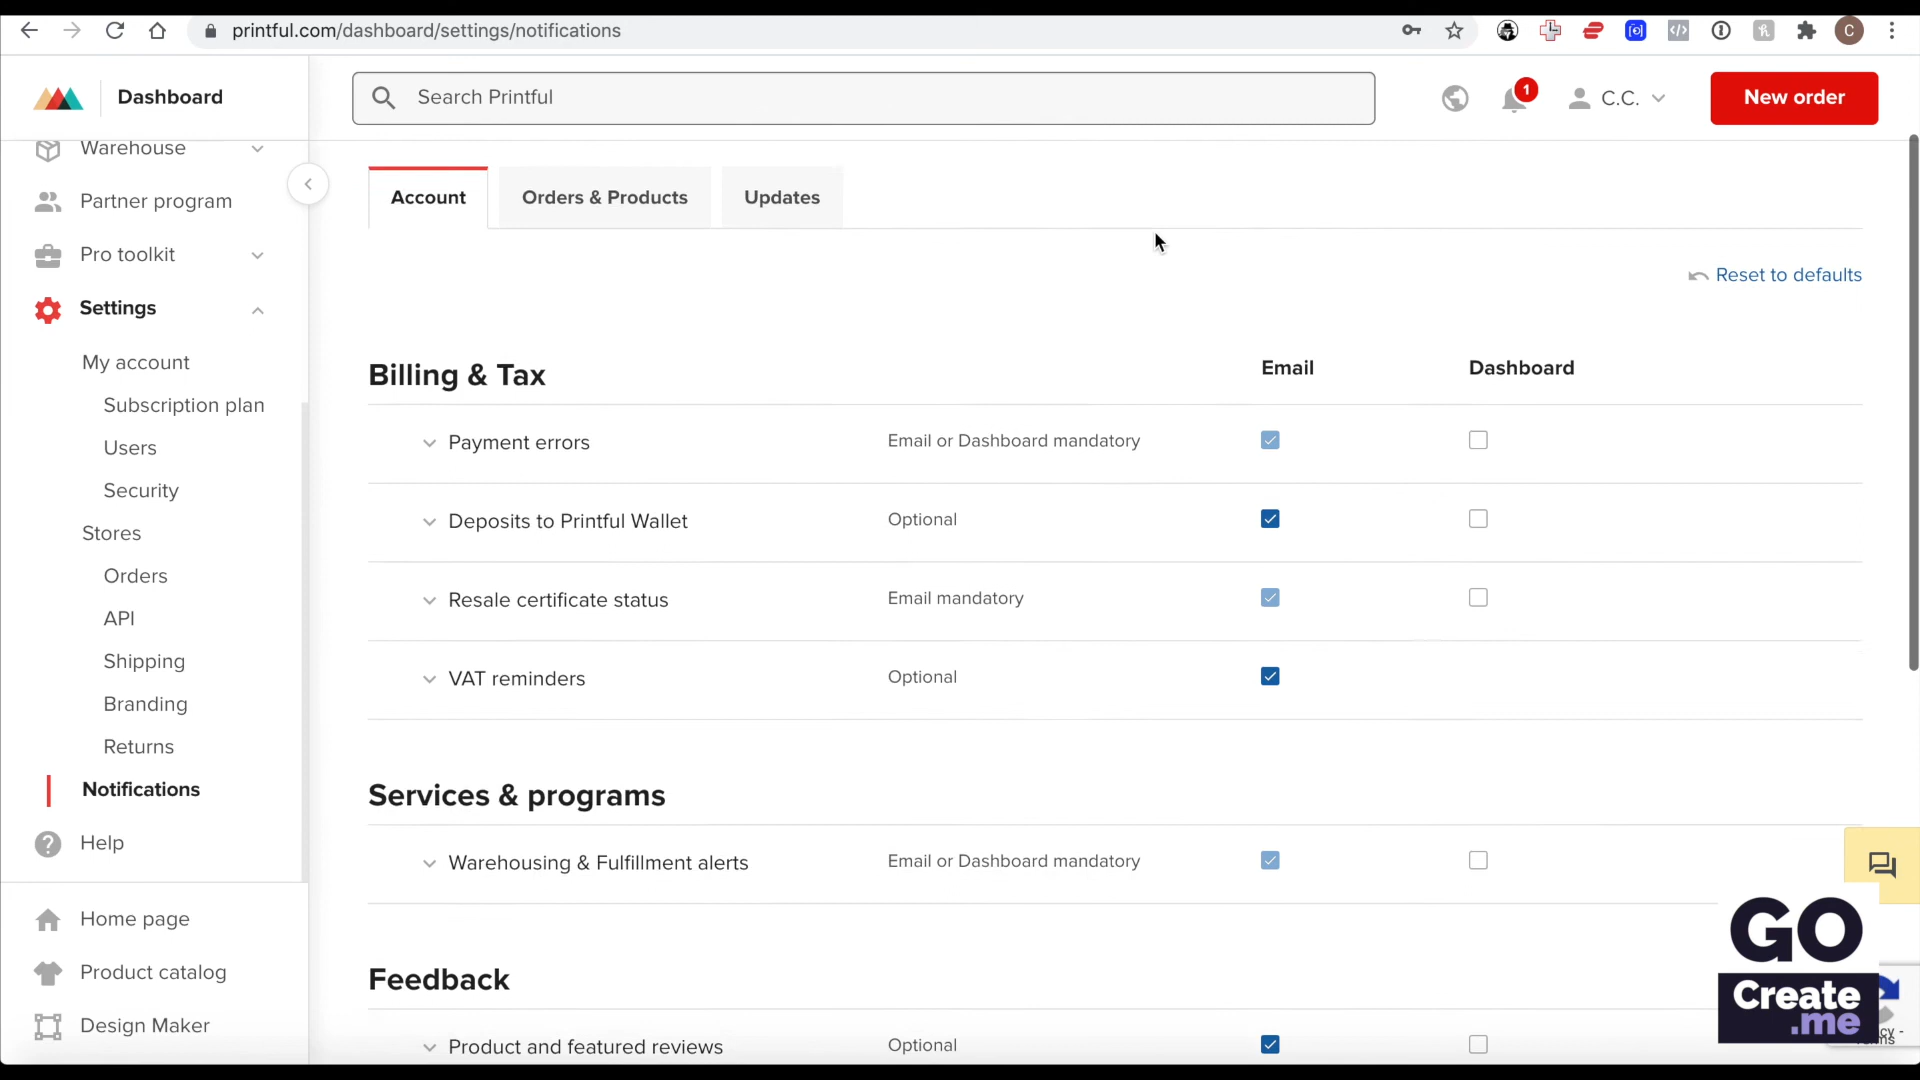 printful.com/dashboard/settings/notifications
C
Dashboard
Search Printful
1
C.C.
New order
Warehouse
Partner program
Pro toolkit
Settings
My account
Subscription plan
Users
Security
Stores
Orders
API
Shipping
Branding
Returns
Notifications
Help
Home page
Product catalog
Design Maker
Account
Orders & Products
Updates
Reset to defaults
Billing & Tax
Email
Dashboard
Payment errors
Email or Dashboard mandatory
Deposits to Printful Wallet
Optional
Resale certificate status
Email mandatory
VAT reminders
Optional
Services & programs
Warehousing & Fulfillment alerts
Email or Dashboard mandatory
Feedback
Product and featured reviews
Optional
GO
Create
.me